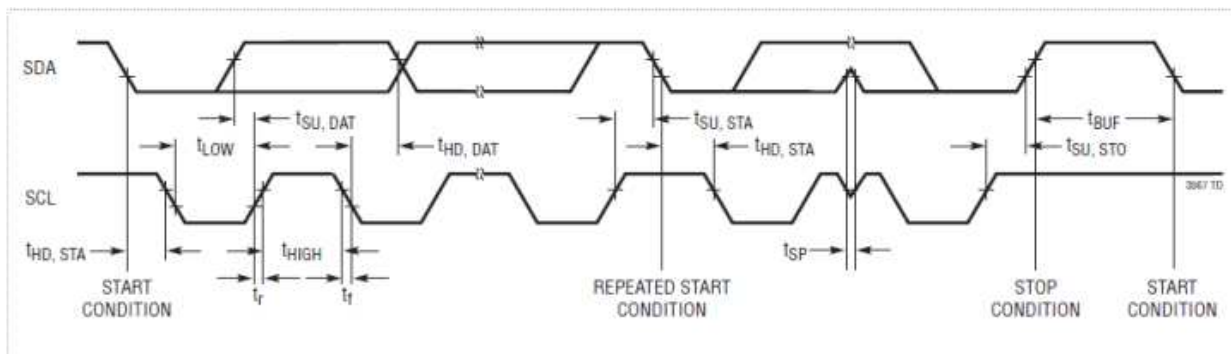 SDA
tSU, DAT
tLOW
tHD, DAT
tSU, STA
tHD, STA
tBUF
tSU, STO
SCL
3867 TD
tHD, STA
tHIGH
tSP
tr
tf
START
CONDITION
REPEATED START
CONDITION
STOP
CONDITION
START
CONDITION